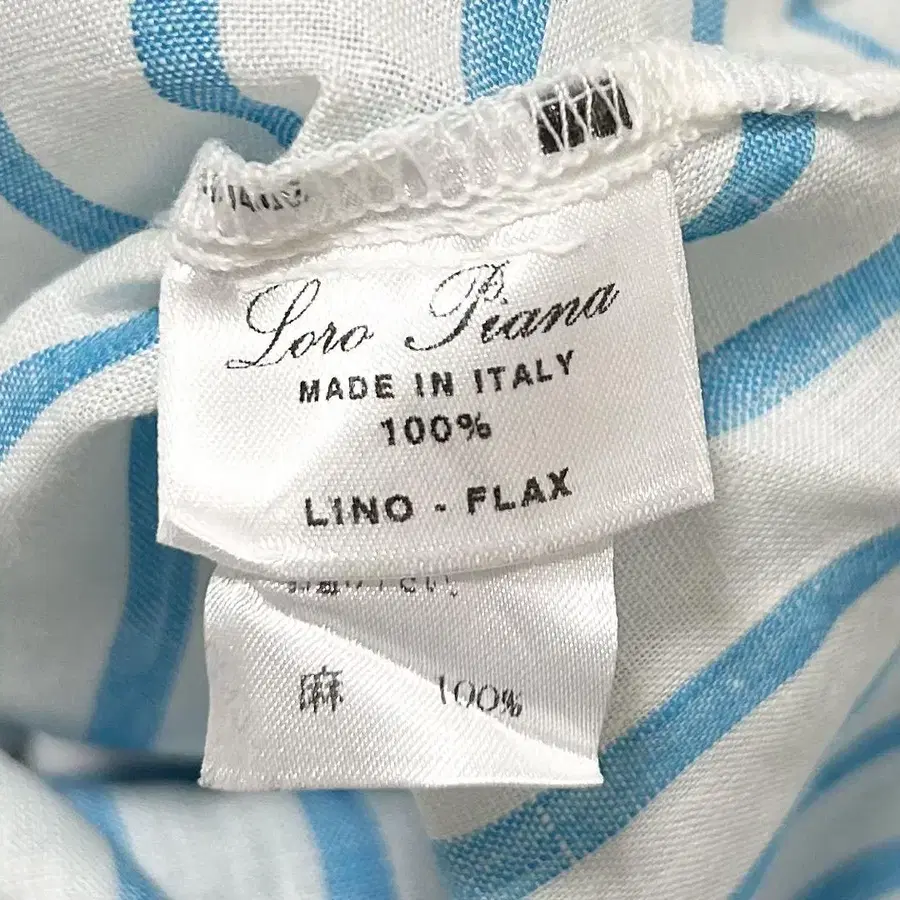 Loro Piana
MADE IN ITALY
100%
LINO - FLAX
麻 100%